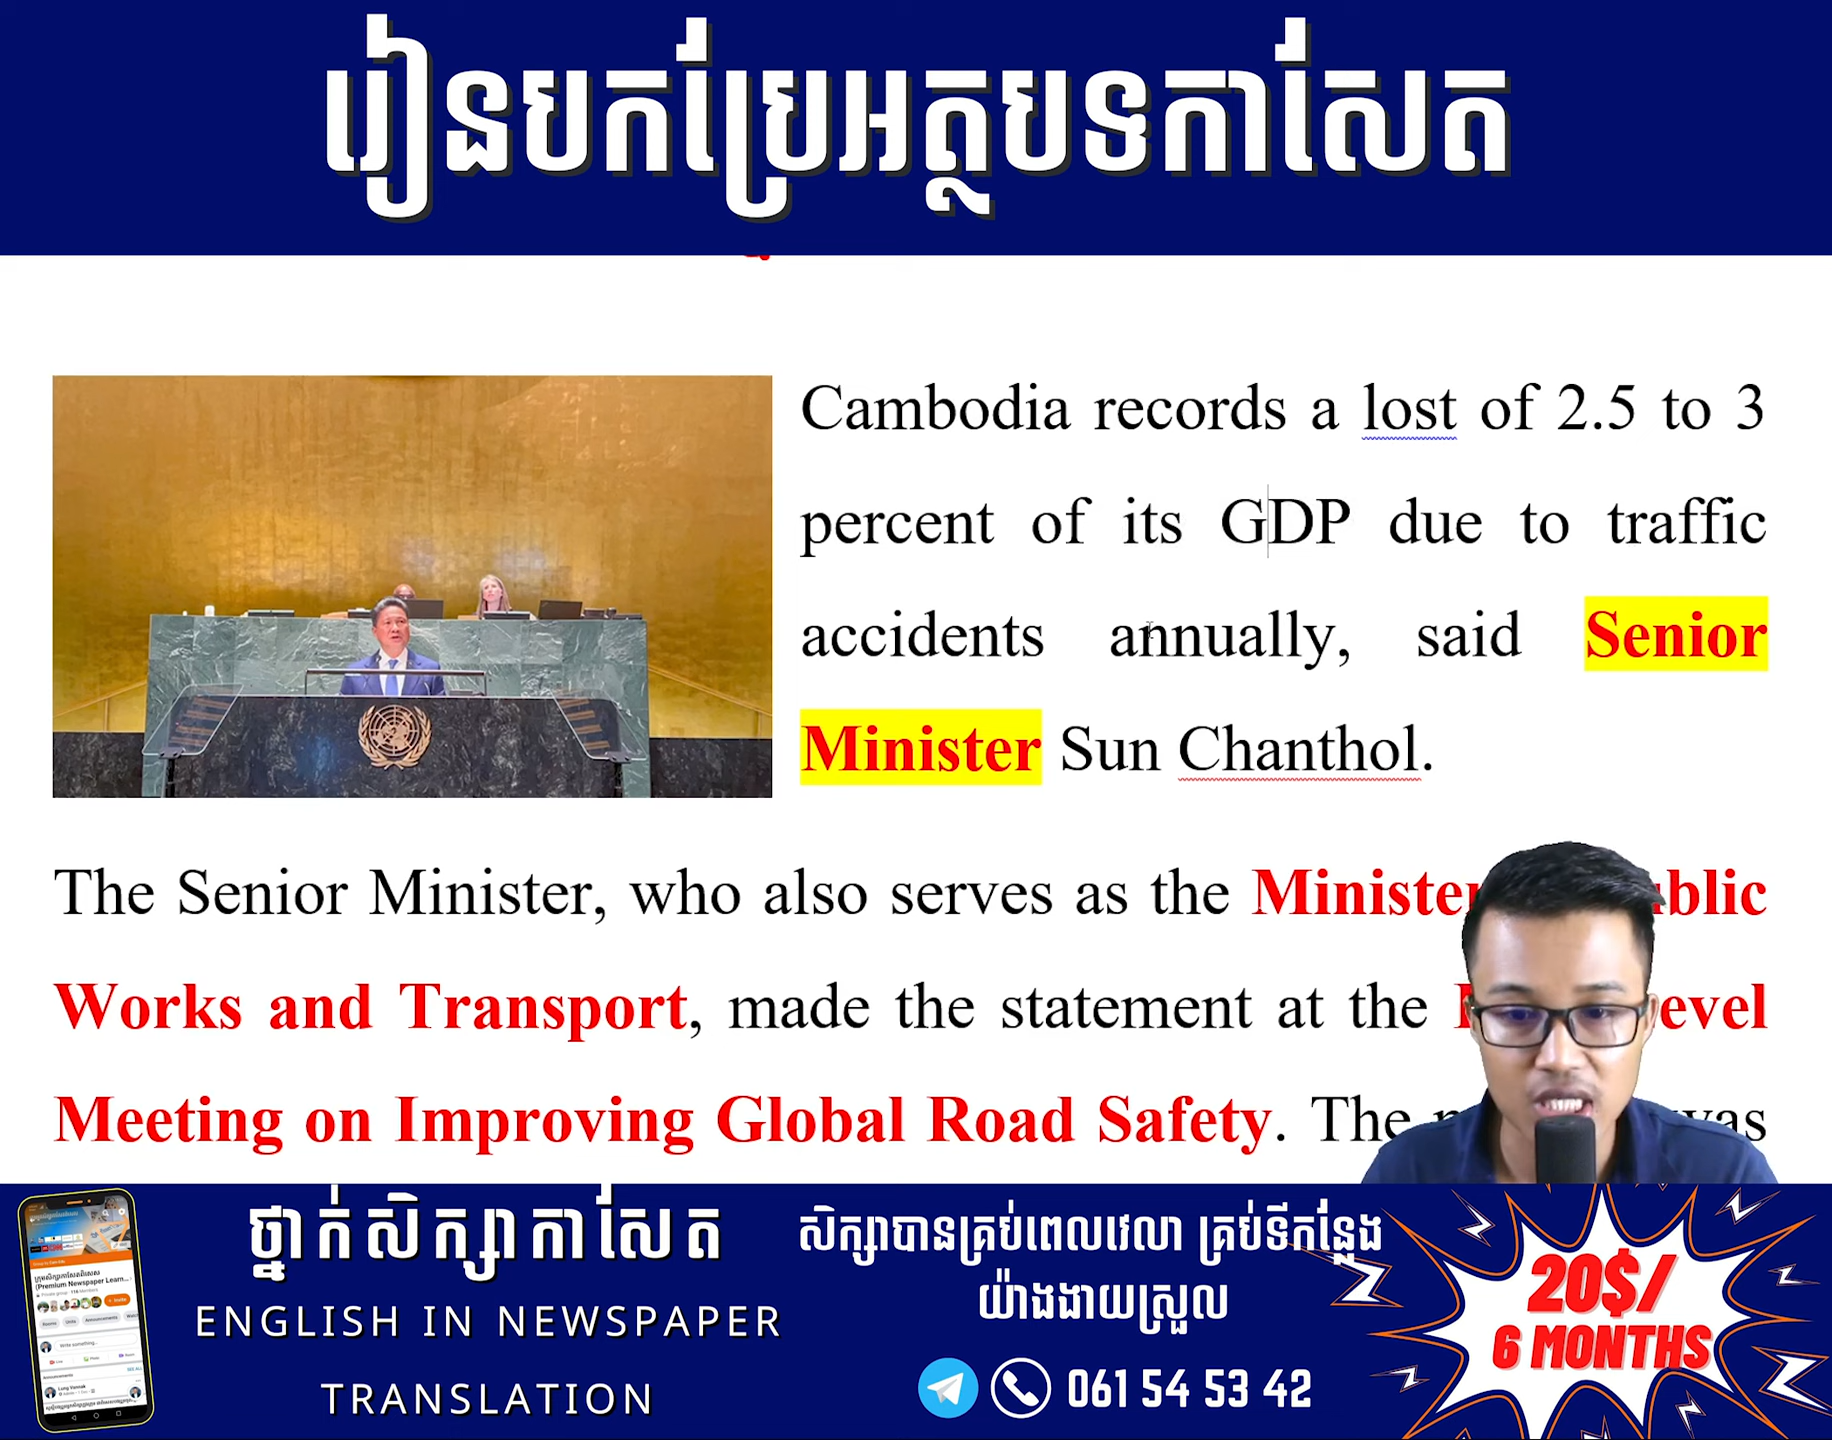 រៀនបកប្រែអត្ថបទកាសែត
Cambodia records a lost of 2.5 to 3
percent of its GDP due to traffic
accidents annually, said Senior
Minister Sun Chanthol.
The Senior Minister, who also serves as the
Works and Transport, made the statement at the
Meeting on Improving Global Road Safety. The
ថ្នាក់សិក្សាកាសែត
ENGLISH IN NEWSPAPER
TRANSLATION
សិក្សាបានគ្រប់ពេលវេលា គ្រប់ទីកន្លែង
យ៉ាងងាយស្រួល
061 54 53 42
20$/
6 MONTHS
(Premium Newspaper Learn...